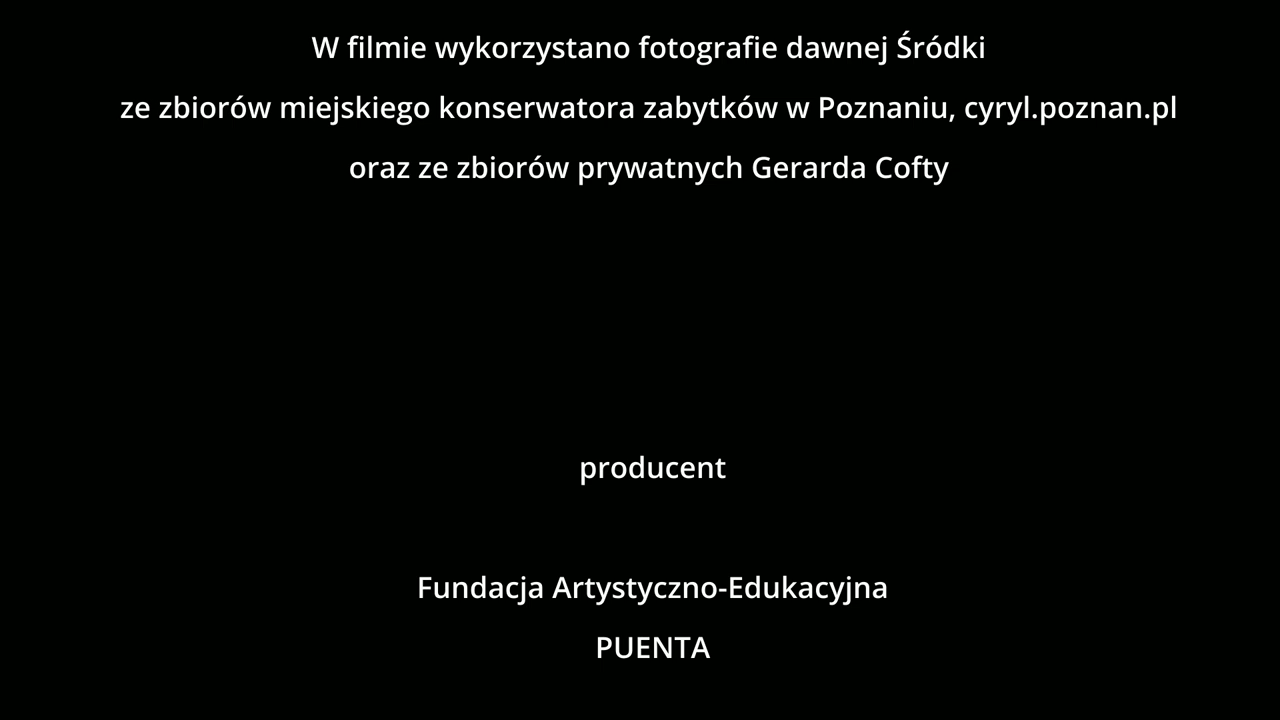 W filmie wykorzystano fotografie dawnej Śródki
ze zbiorów miejskiego konserwatora zabytków w Poznaniu, cyryl.poznan.pl
oraz ze zbiorów prywatnych Gerarda Cofty
producent
Fundacja Artystyczno-Edukacyjna
PUENTA